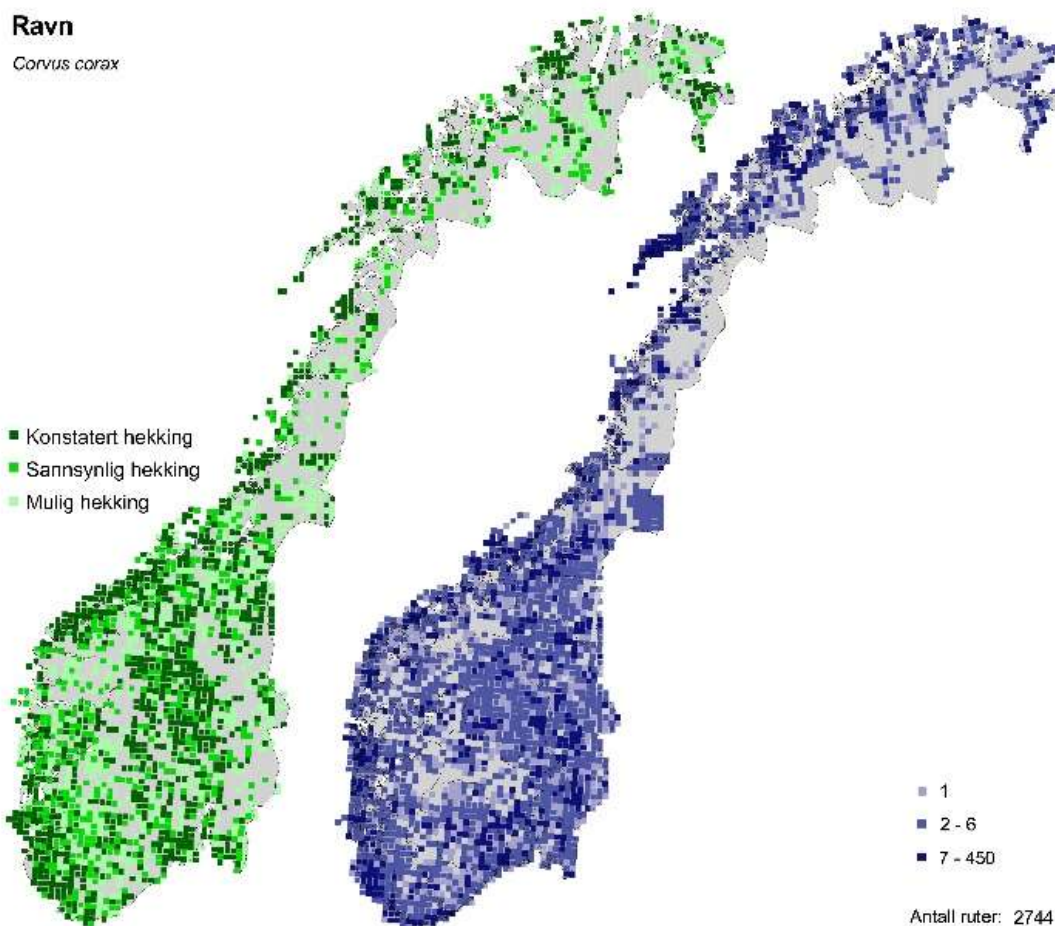 Ravn
Corvus corax
Konstatert hekking
Sannsynlig hekking
Mulig hekking
1
2 - 6
7 - 450
Antall ruter: 2744